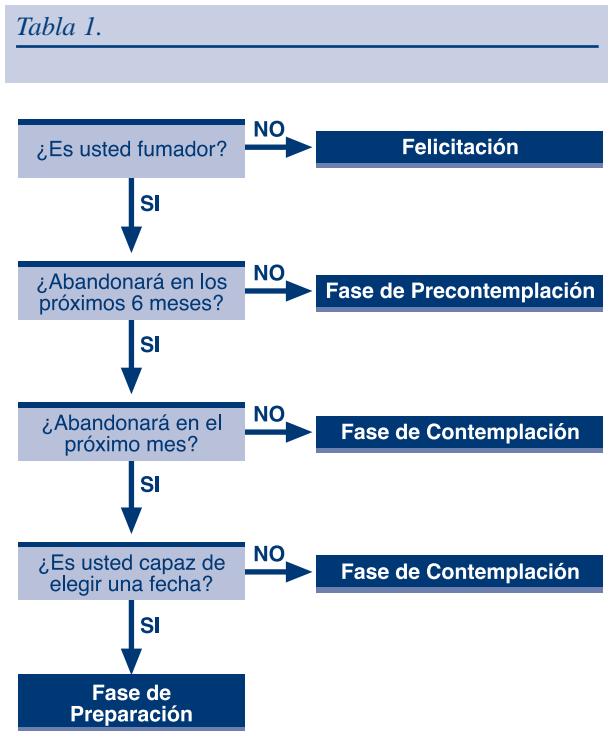 Tabla 1.
¿Es usted fumador?
NO
Felicitación
SI
¿Abandonará en los
próximos 6 meses?
NO
Fase de Precontemplación
SI
¿Abandonará en el
próximo mes?
NO
Fase de Contemplación
SI
¿Es usted capaz de
elegir una fecha?
NO
Fase de Contemplación
SI
Fase de
Preparación